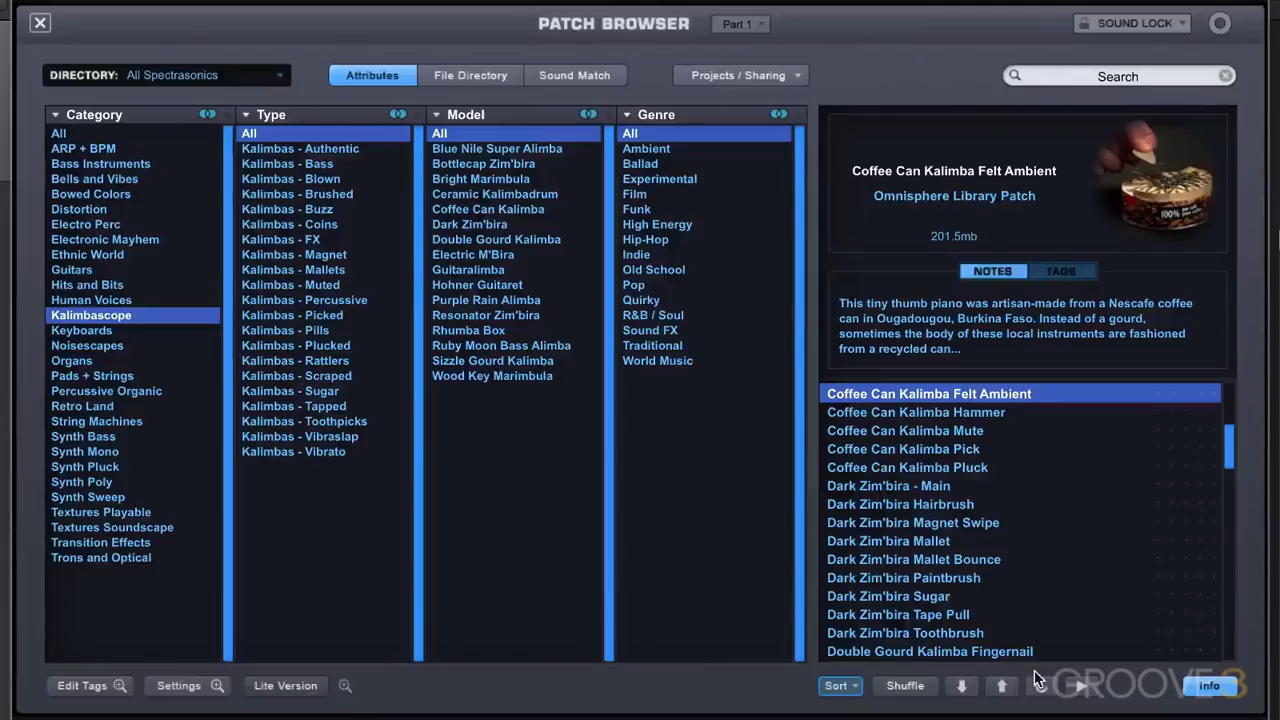 PATCH BROWSER
Part 1
SOUND LOCK
DIRECTORY: All Spectrasonics
Attributes
File Directory
Sound Match
Projects / Sharing
Search
Category
All
ARP + BPM
Bass Instruments
Bells and Vibes
Bowed Colors
Distortion
Electro Perc
Electronic Mayhem
Ethnic World
Guitars
Hits and Bits
Human Voices
Kalimbascope
Keyboards
Noisescapes
Organs
Pads + Strings
Percussive Organic
Retro Land
String Machines
Synth Bass
Synth Mono
Synth Pluck
Synth Poly
Synth Sweep
Textures Playable
Textures Soundscape
Transition Effects
Trons and Optical
Type
All
Kalimbas - Authentic
Kalimbas - Bass
Kalimbas - Blown
Kalimbas - Brushed
Kalimbas - Buzz
Kalimbas - Coins
Kalimbas - FX
Kalimbas - Magnet
Kalimbas - Mallets
Kalimbas - Muted
Kalimbas - Percussive
Kalimbas - Picked
Kalimbas - Pills
Kalimbas - Plucked
Kalimbas - Rattlers
Kalimbas - Scraped
Kalimbas - Sugar
Kalimbas - Tapped
Kalimbas - Toothpicks
Kalimbas - Vibraslap
Kalimbas - Vibrato
Model
All
Blue Nile Super Alimba
Bottlecap Zim'bira
Bright Marimbula
Ceramic Kalimbadrum
Coffee Can Kalimba
Dark Zim'bira
Double Gourd Kalimba
Electric M'Bira
Guitaralimba
Hohner Guitaret
Purple Rain Alimba
Resonator Zim'bira
Rhumba Box
Ruby Moon Bass Alimba
Sizzle Gourd Kalimba
Wood Key Marimbula
Genre
All
Ambient
Ballad
Experimental
Film
Funk
High Energy
Hip-Hop
Indie
Old School
Pop
Quirky
R&B / Soul
Sound FX
Traditional
World Music
Coffee Can Kalimba Felt Ambient
Omnisphere Library Patch
201.5mb
100%
NOTES
TAGS
This tiny thumb piano was artisan-made from a Nescafe coffee
can in Ougadougou, Burkina Faso. Instead of a gourd,
sometimes the body of these local instruments are fashioned
from a recycled can...
Coffee Can Kalimba Felt Ambient
Coffee Can Kalimba Hammer
Coffee Can Kalimba Mute
Coffee Can Kalimba Pick
Coffee Can Kalimba Pluck
Dark Zim'bira - Main
Dark Zim'bira Hairbrush
Dark Zim'bira Magnet Swipe
Dark Zim'bira Mallet
Dark Zim'bira Mallet Bounce
Dark Zim'bira Paintbrush
Dark Zim'bira Sugar
Dark Zim'bira Tape Pull
Dark Zim'bira Toothbrush
Double Gourd Kalimba Fingernail
Edit Tags
Settings
Lite Version
Sort
Shuffle
Info
GROOVE3